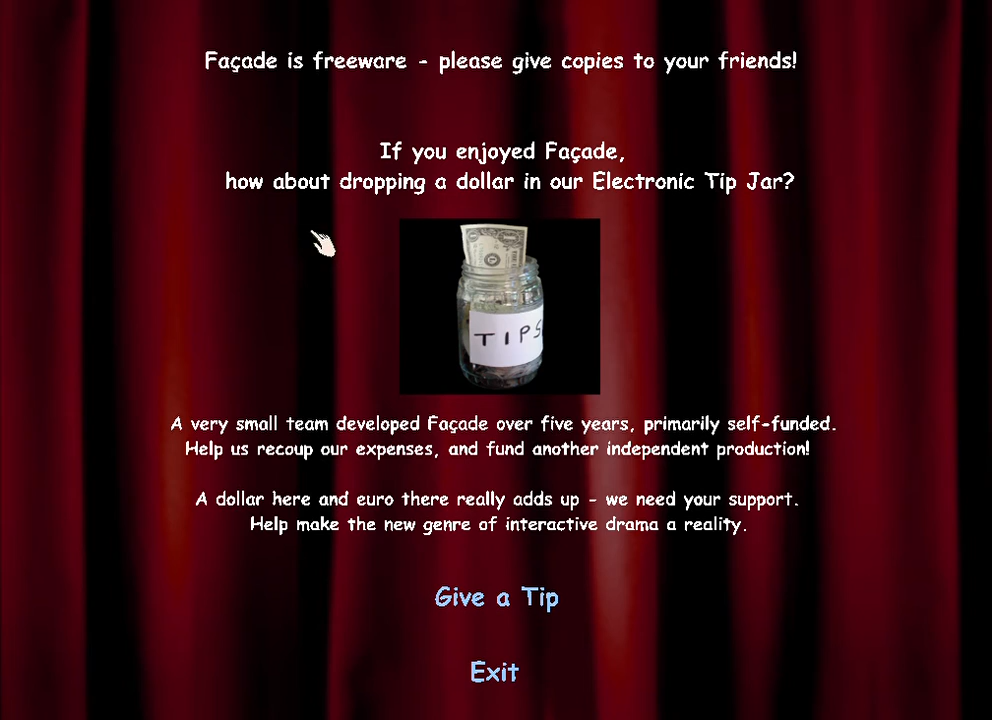 Façade is freeware - please give copies to your friends!
If you enjoyed Façade,
how about dropping a dollar in our Electronic Tip Jar?
TIPS
A very small team developed Façade over five years, primarily self-funded.
Help us recoup our expenses, and fund another independent production!
A dollar here and euro there really adds up - we need your support.
Help make the new genre of interactive drama a reality.
Give a Tip
Exit